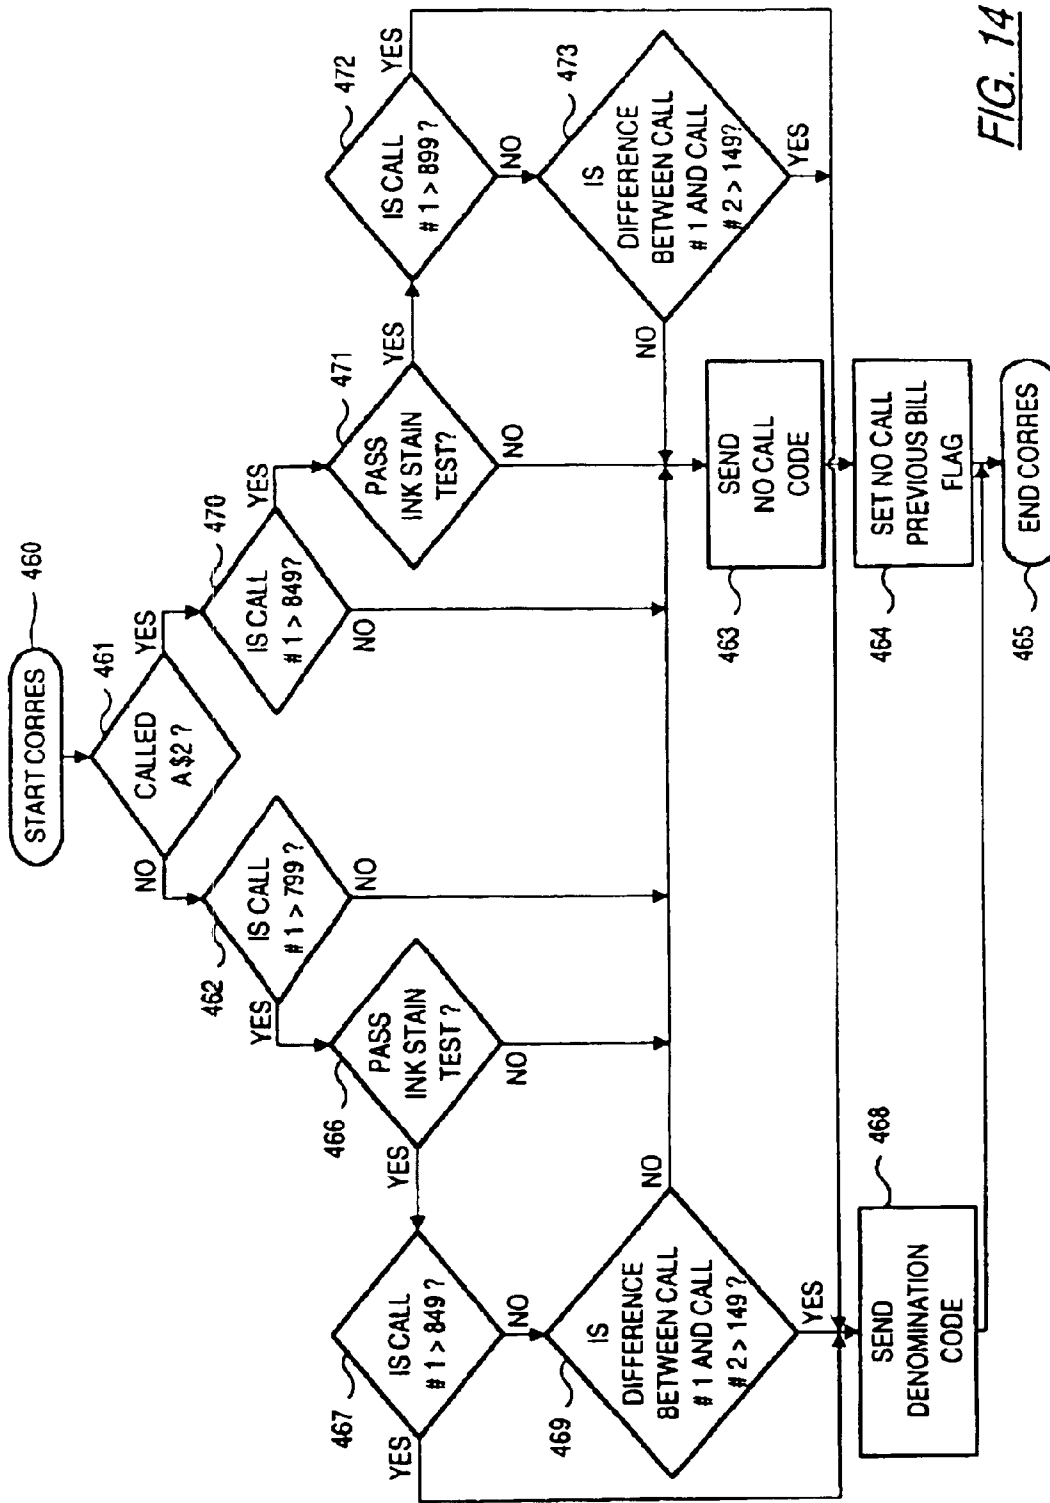 START CORRES
460
CALLED
A $2 ?
461
NO
YES
IS CALL
# 1 > 799 ?
462
YES
NO
IS CALL
# 1 > 849?
470
YES
NO
PASS
INK STAIN
TEST ?
466
YES
NO
PASS
INK STAIN
TEST?
471
YES
NO
IS CALL
# 1 > 849 ?
467
YES
NO
IS CALL
# 1 > 899 ?
472
YES
NO
IS
DIFFERENCE
BETWEEN CALL
# 1 AND CALL
# 2 > 149 ?
469
NO
YES
IS
DIFFERENCE
BETWEEN CALL
# 1 AND CALL
# 2 > 149?
473
NO
YES
SEND
NO CALL
CODE
463
SEND
DENOMINATION
CODE
468
SET NO CALL
PREVIOUS BILL
FLAG
464
END CORRES
465
FIG. 14